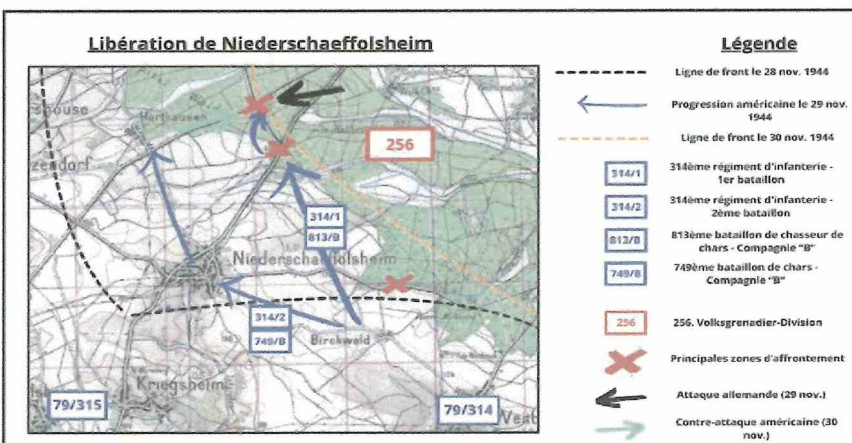 Libération de Niederschaeffolsheim
Harthausen
256
314/1
813/B
Niederschaeffolsheim
314/2
749/B
Birckwald
Kriegsheim
79/315
79/314
Légende
Ligne de front le 28 nov. 1944
Progression américaine le 29 nov.
1944
Ligne de front le 30 nov. 1944
314/1
314ème régiment d'infanterie -
1er bataillon
314/2
314ème régiment d'infanterie -
2ème bataillon
813/B
813ème bataillon de chasseur de
chars - Compagnie "B"
749/B
749ème bataillon de chars -
Compagnie "B"
256
256. Volksgrenadier-Division
Principales zones d'affrontement
Attaque allemande (29 nov.)
Contre-attaque américaine (30
nov.)